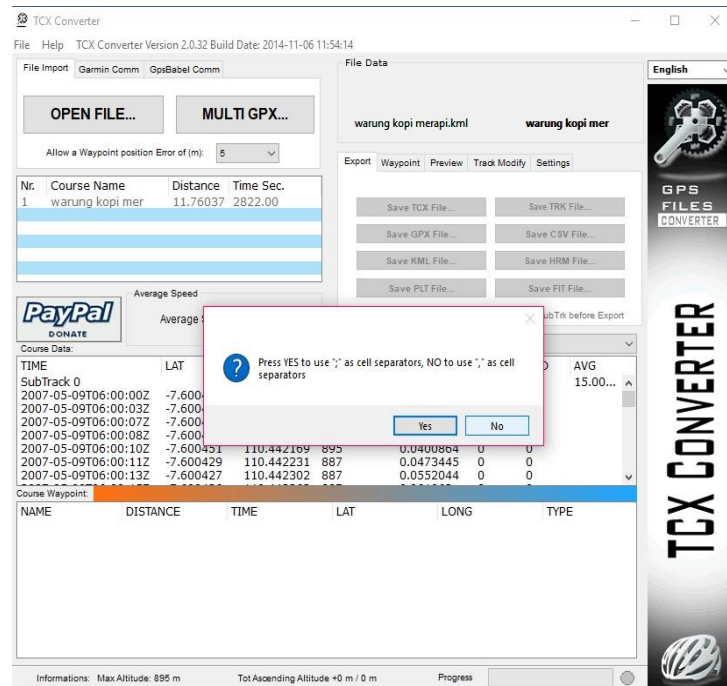 TCX Converter
File Help TCX Converter Version 2.0.32 Build Date: 2014-11-06 11:54:14
File Import Garmin Comm GpsBabel Comm
OPEN FILE... MULTI GPX...
Allow a Waypoint position Error of (m): 5
File Data
warung kopi merapi.kml warung kopi mer
English
Nr. Course Name Distance Time Sec.
1 warung kopi mer 11.76037 2822.00
Export Waypoint Preview Track Modify Settings
Save TCX File... Save TRK File...
Save GPX File... Save CSV File...
Save KML File... Save HRM File...
Save PLT File... Save FIT File...
ubTrk before Export
GPS
FILES
CONVERTER
PayPal
DONATE
Average Speed
Average
Press YES to use ";" as cell separators, NO to use "," as cell
separators
Yes No
Course Data:
TIME LAT AVG
SubTrack 0 15.00...
2007-05-09T06:00:00Z -7.600
2007-05-09T06:00:03Z -7.600
2007-05-09T06:00:07Z -7.600
2007-05-09T06:00:08Z -7.600
2007-05-09T06:00:10Z -7.600451 110.442169 895 0.0400864 0 0
2007-05-09T06:00:11Z -7.600429 110.442231 887 0.0473445 0 0
2007-05-09T06:00:13Z -7.600427 110.442302 887 0.0552044 0 0
Course Waypoint:
NAME DISTANCE TIME LAT LONG TYPE
TCX CONVERTER
Informations: Max Altitude: 895 m Tot Ascending Altitude +0 m / 0 m Progress